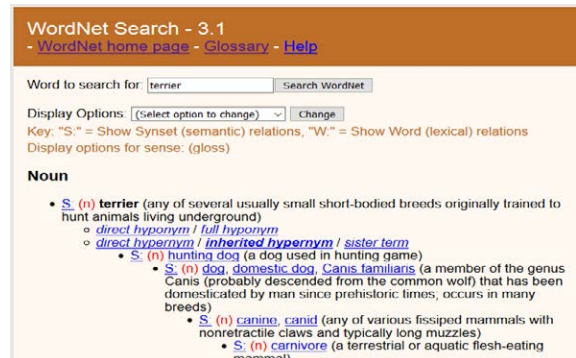 WordNet Search - 3.1
- WordNet home page - Glossary - Help
Word to search for: terrier Search WordNet
Display Options: (Select option to change) Change
Key: "S:" = Show Synset (semantic) relations, "W:" = Show Word (lexical) relations
Display options for sense: (gloss)
Noun
• S: (n) terrier (any of several usually small short-bodied breeds originally trained to
hunt animals living underground)
○ direct hyponym / full hyponym
○ direct hypernym / inherited hypernym / sister term
• S: (n) hunting dog (a dog used in hunting game)
• S: (n) dog, domestic dog, Canis familiaris (a member of the genus
Canis (probably descended from the common wolf) that has been
domesticated by man since prehistoric times; occurs in many
breeds)
• S: (n) canine, canid (any of various fissiped mammals with
nonretractile claws and typically long muzzles)
• S: (n) carnivore (a terrestrial or aquatic flesh-eating
mammal)